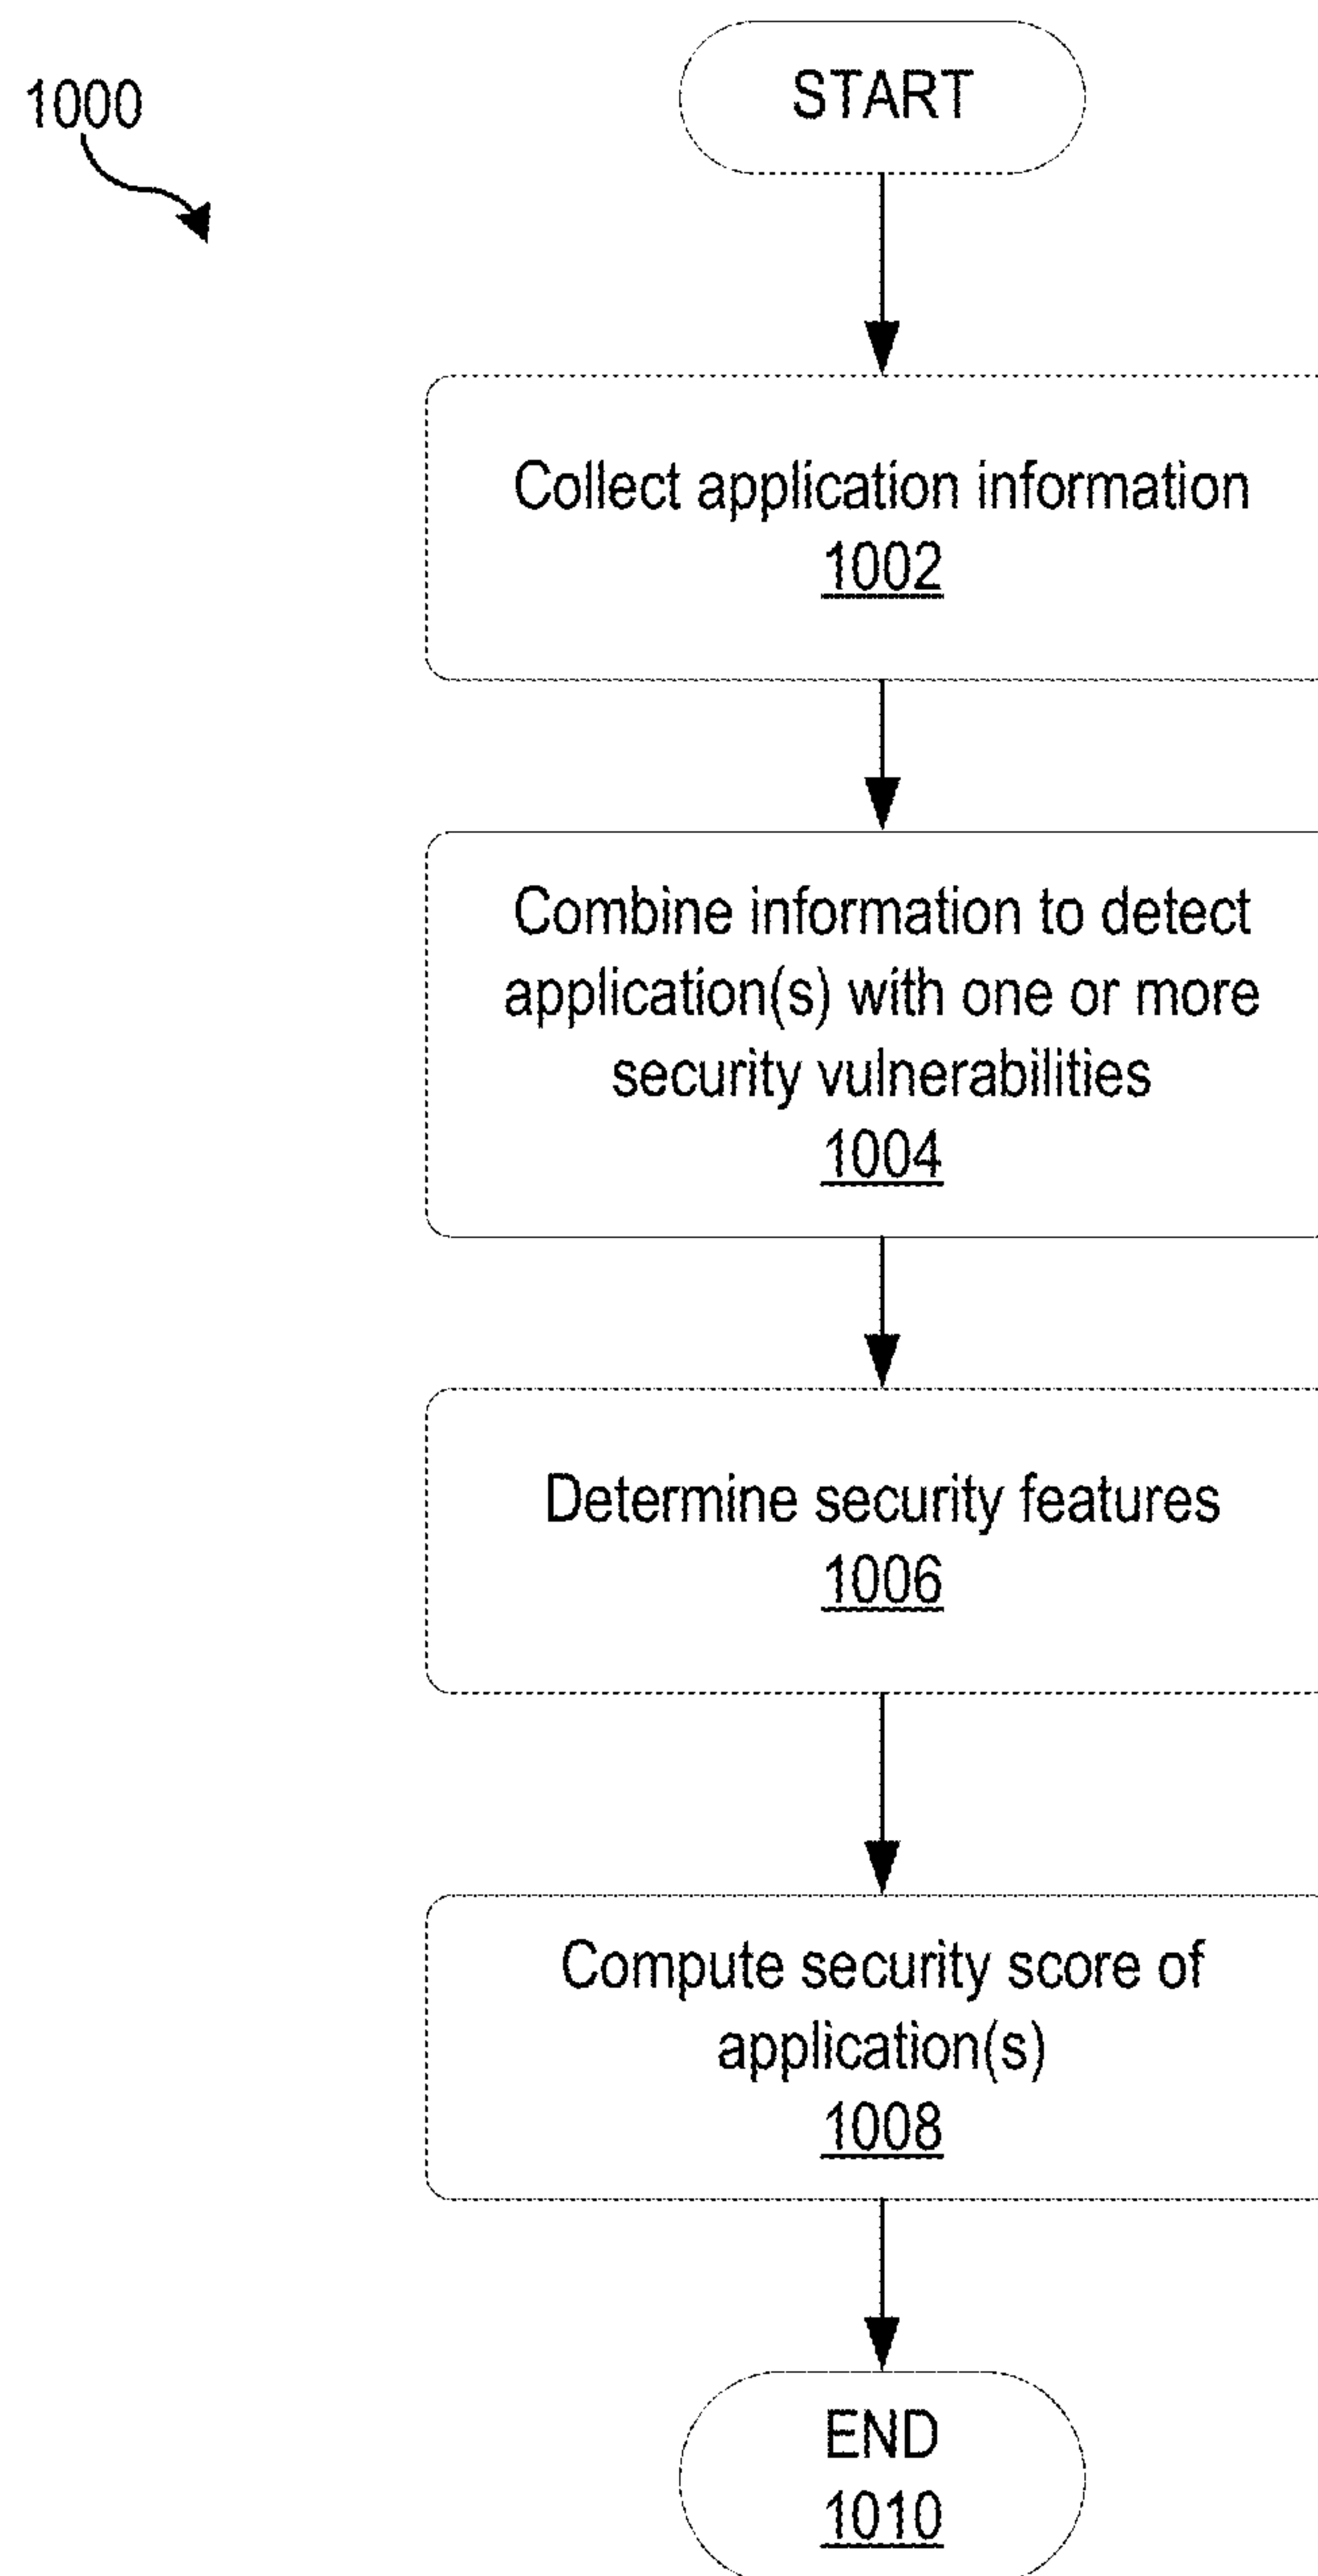 1000
START
Collect application information
1002
Combine information to detect
application(s) with one or more
security vulnerabilities
1004
Determine security features
1006
Compute security score of
application(s)
1008
END
1010